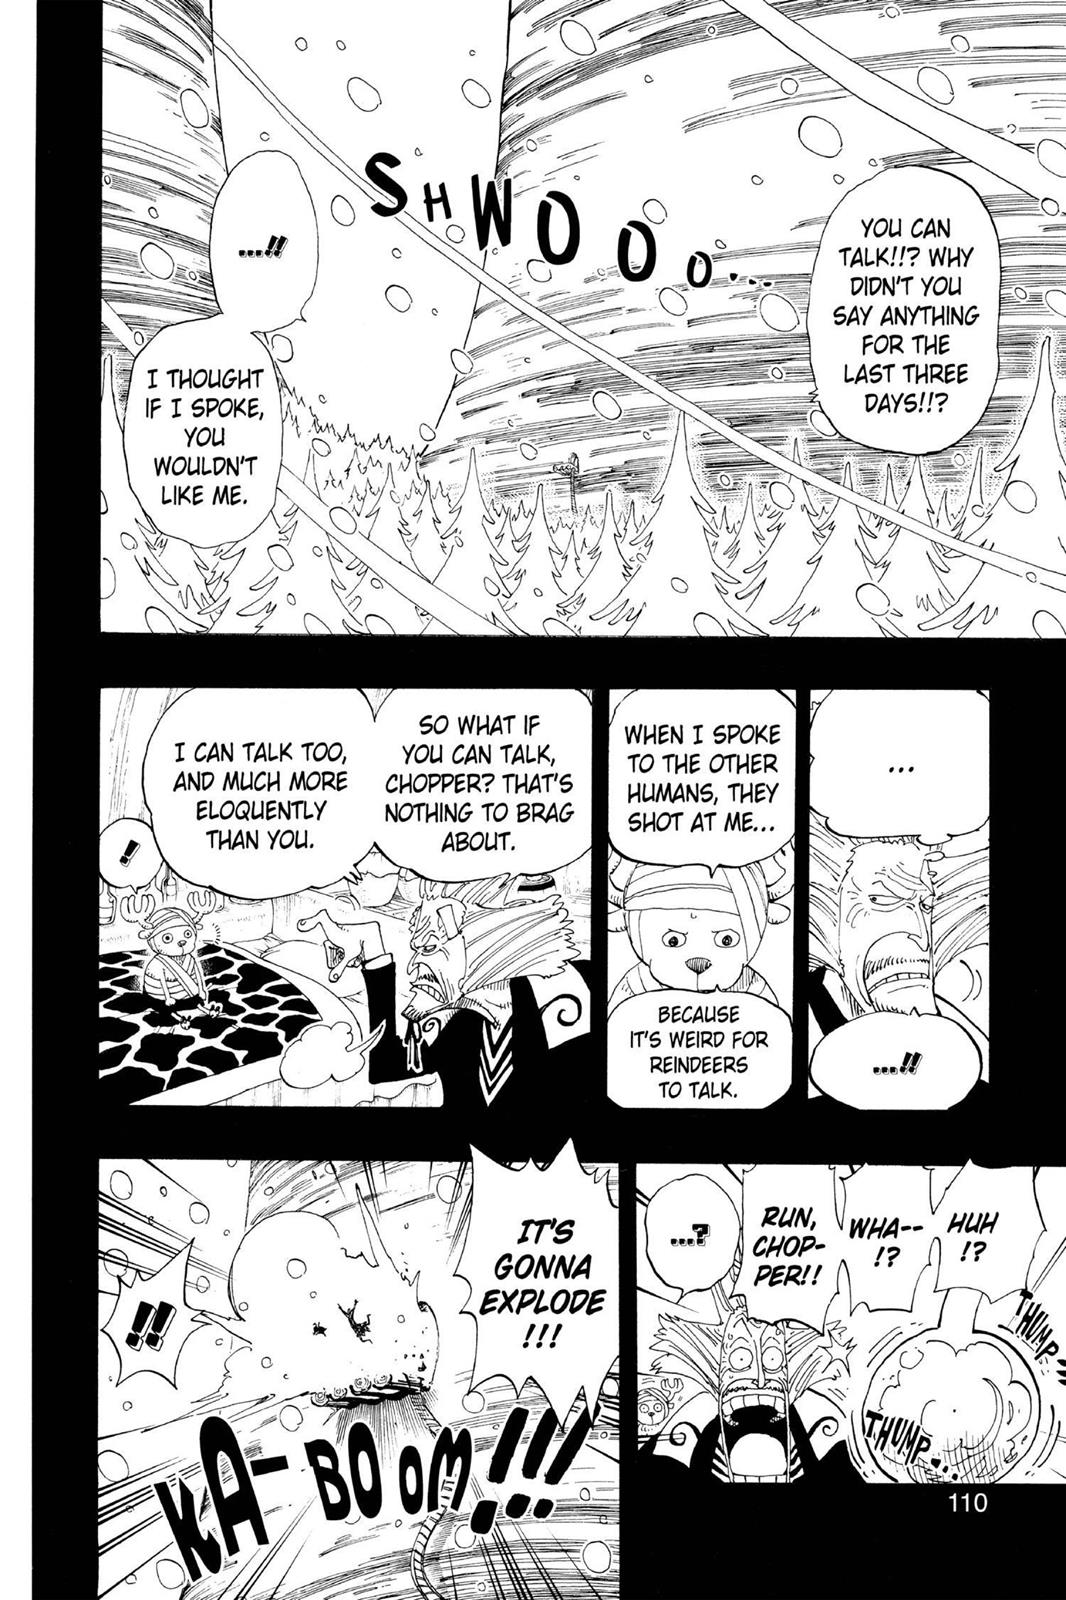 YOU CAN
TALK!!? WHY
DIDN'T YOU
SAY ANYTHING
FOR THE
LAST THREE
DAYS!!?
SHWOOO...
....!!
I THOUGHT
IF I SPOKE,
YOU
WOULDN'T
LIKE ME.
...
....!!
WHEN I SPOKE
TO THE OTHER
HUMANS, THEY
SHOT AT ME...
BECAUSE
IT'S WEIRD FOR
REINDEERS
TO TALK.
SO WHAT IF
YOU CAN TALK,
CHOPPER? THAT'S
NOTHING TO BRAG
ABOUT.
I CAN TALK TOO,
AND MUCH MORE
ELOQUENTLY
THAN YOU.
!
HUH
!?
WHA--
!?
RUN,
CHOP-
PER!!
....?
THUMP...
THUMP...
IT'S
GONNA
EXPLODE
!!!
!!
KA-BOOM!!!
110